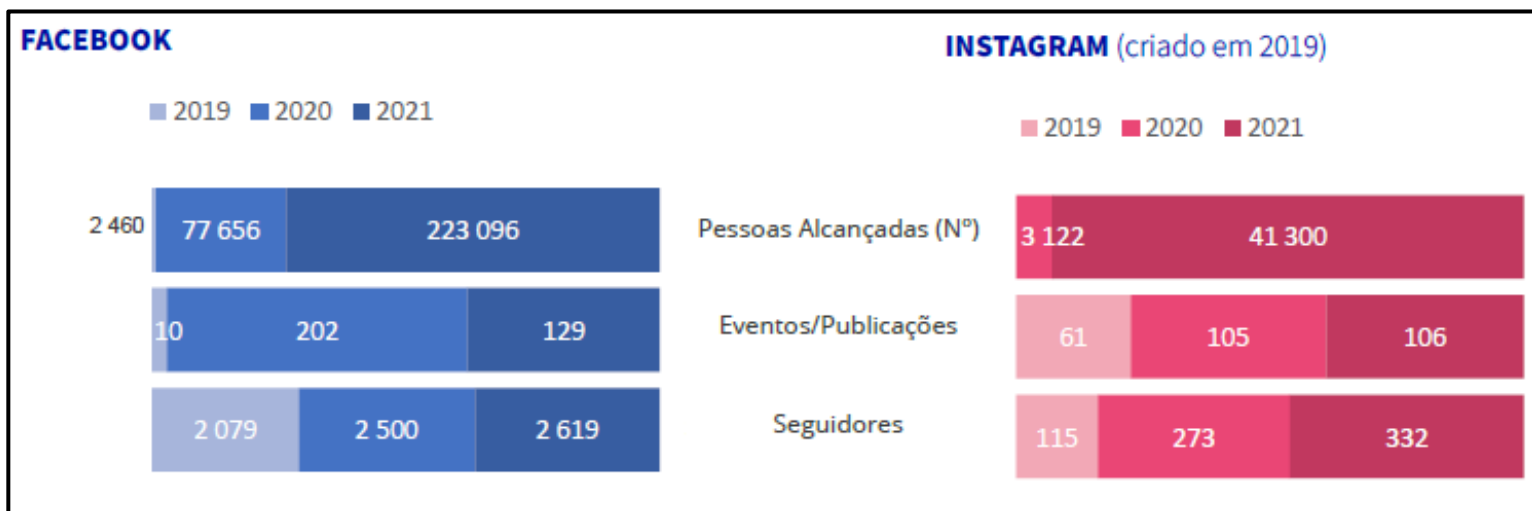 FACEBOOK
INSTAGRAM (criado em 2019)
2019 2020 2021
2019 2020 2021
2 460 77 656 223 096 Pessoas Alcançadas (Nº) 3 122 41 300
10 202 129 Eventos/Publicações 61 105 106
2 079 2 500 2 619 Seguidores 115 273 332